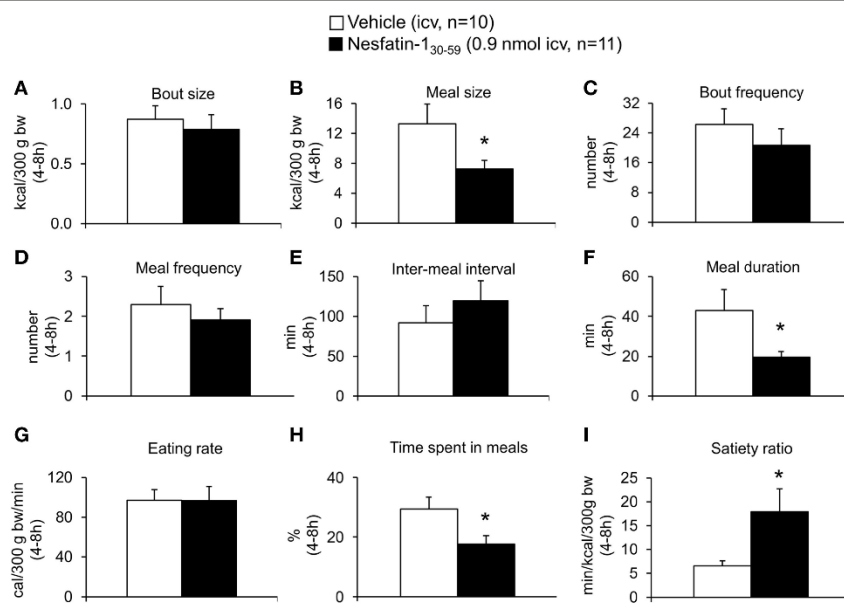 Vehicle (icv, n=10)
Nesfatin-1₃₀₋₅₉ (0.9 nmol icv, n=11)
A
Bout size
kcal/300 g bw
(4-8h)
1.0
0.5
0.0
B
Meal size
kcal/300 g bw
(4-8h)
16
12
8
4
0
*
C
Bout frequency
number
(4-8h)
32
24
16
8
0
D
Meal frequency
number
(4-8h)
3
2
1
0
E
Inter-meal interval
min
(4-8h)
150
100
50
0
F
Meal duration
min
(4-8h)
60
40
20
0
*
G
Eating rate
cal/300 g bw/min
(4-8h)
120
80
40
0
H
Time spent in meals
%
(4-8h)
40
20
0
*
I
Satiety ratio
min/kcal/300g bw
(4-8h)
25
20
15
10
5
0
*